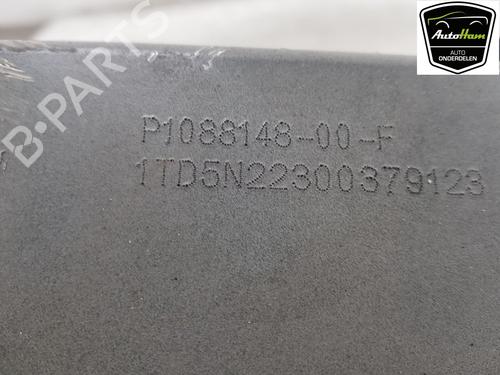 AutoHam
AUTO
ONDERDELEN
B-PARTS
P1088148-00-F
1TD5N22300379123